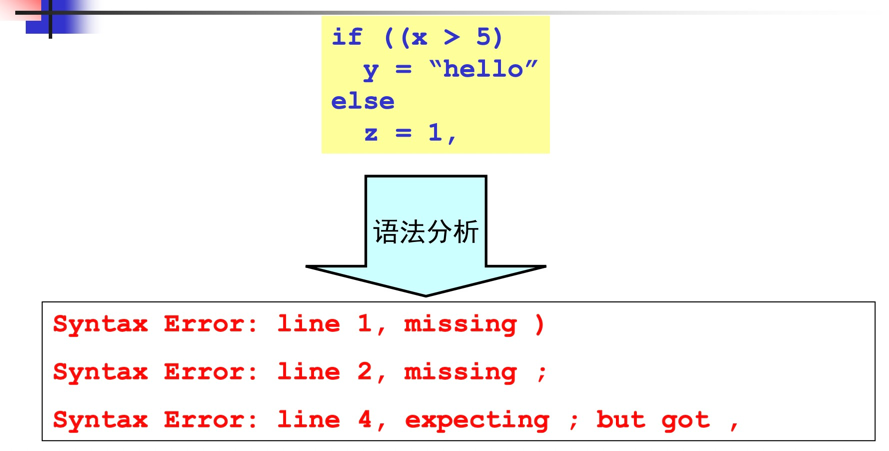 if ((x > 5)
y = “hello”
else
z = 1,
语法分析
Syntax Error: line 1, missing )
Syntax Error: line 2, missing ;
Syntax Error: line 4, expecting ; but got ,